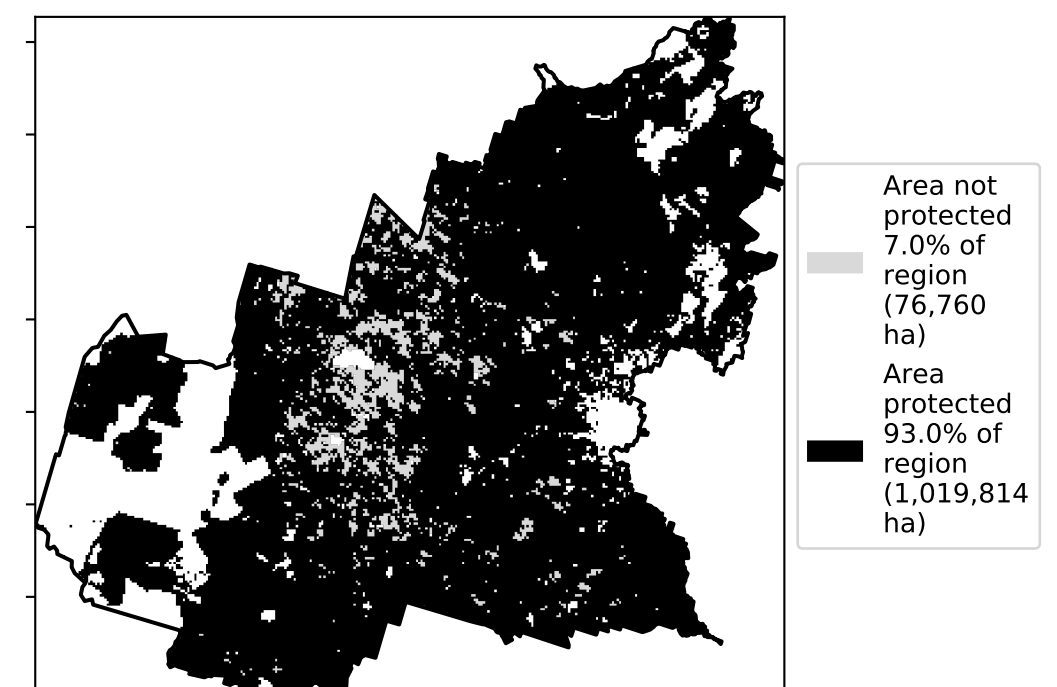 Area not
protected
7.0% of
region
(76,760
ha)
Area
protected
93.0% of
region
(1,019,814
ha)